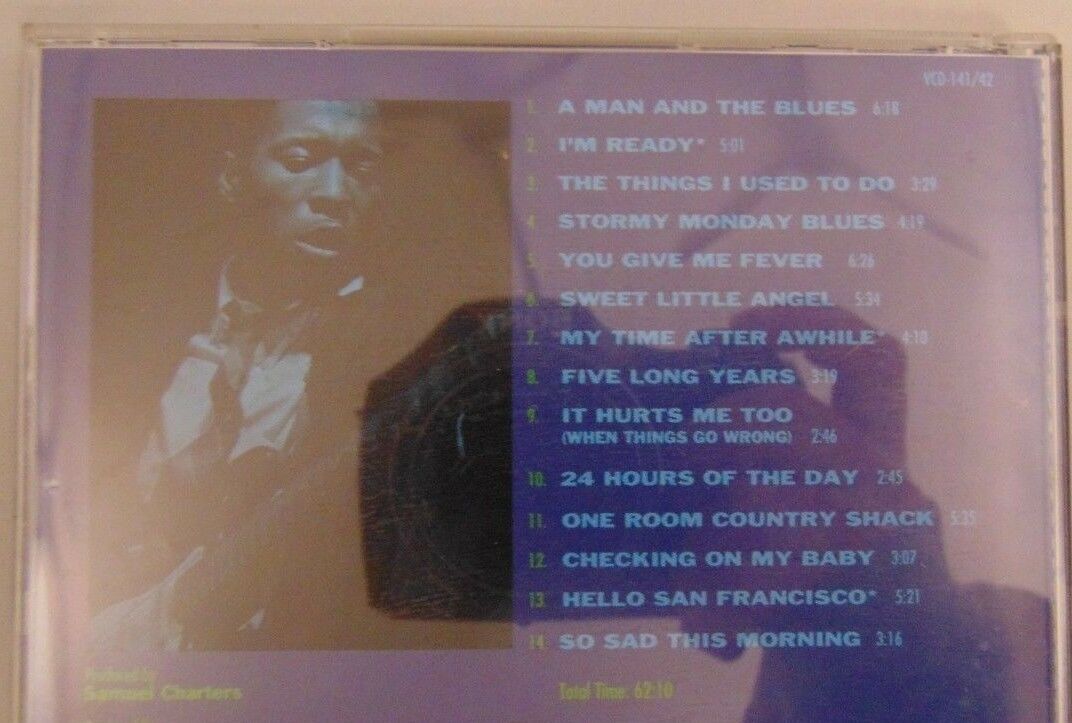 VCD-141/42
1. A MAN AND THE BLUES 6:18
2. I'M READY* 5:01
3. THE THINGS I USED TO DO 3:29
4. STORMY MONDAY BLUES 4:19
5. YOU GIVE ME FEVER 6:26
6. SWEET LITTLE ANGEL 5:34
7. MY TIME AFTER AWHILE* 4:10
8. FIVE LONG YEARS 3:19
9. IT HURTS ME TOO
(WHEN THINGS GO WRONG) 2:46
10. 24 HOURS OF THE DAY 2:45
11. ONE ROOM COUNTRY SHACK 5:35
12. CHECKING ON MY BABY 3:07
13. HELLO SAN FRANCISCO* 5:21
14. SO SAD THIS MORNING 3:16
Produced by
Samuel Charters
Total Time: 62:10